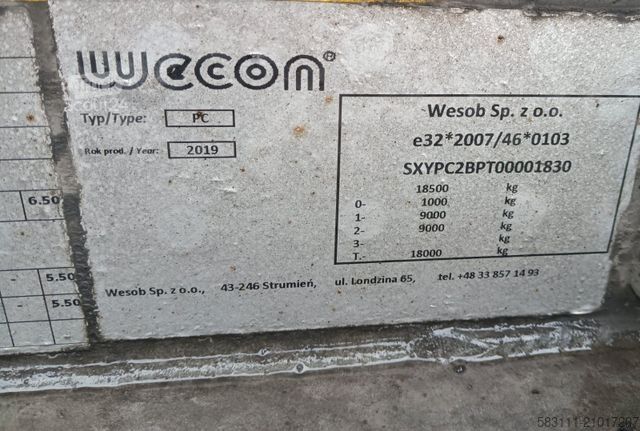 wecon®
Typ/Type: PC
Rok prod. / Year: 2019
Wesob Sp. z o.o.
e32*2007/46*0103
SXYPC2BPT00001830
18500 kg
0- 1000 kg
1- 9000 kg
2- 9000 kg
3- kg
T.- 18000 kg
6.50
- 5.50
- 5.50
Wesob Sp. z o.o., 43-246 Strumień, ul. Londzina 65, tel. +48 33 857 14 93